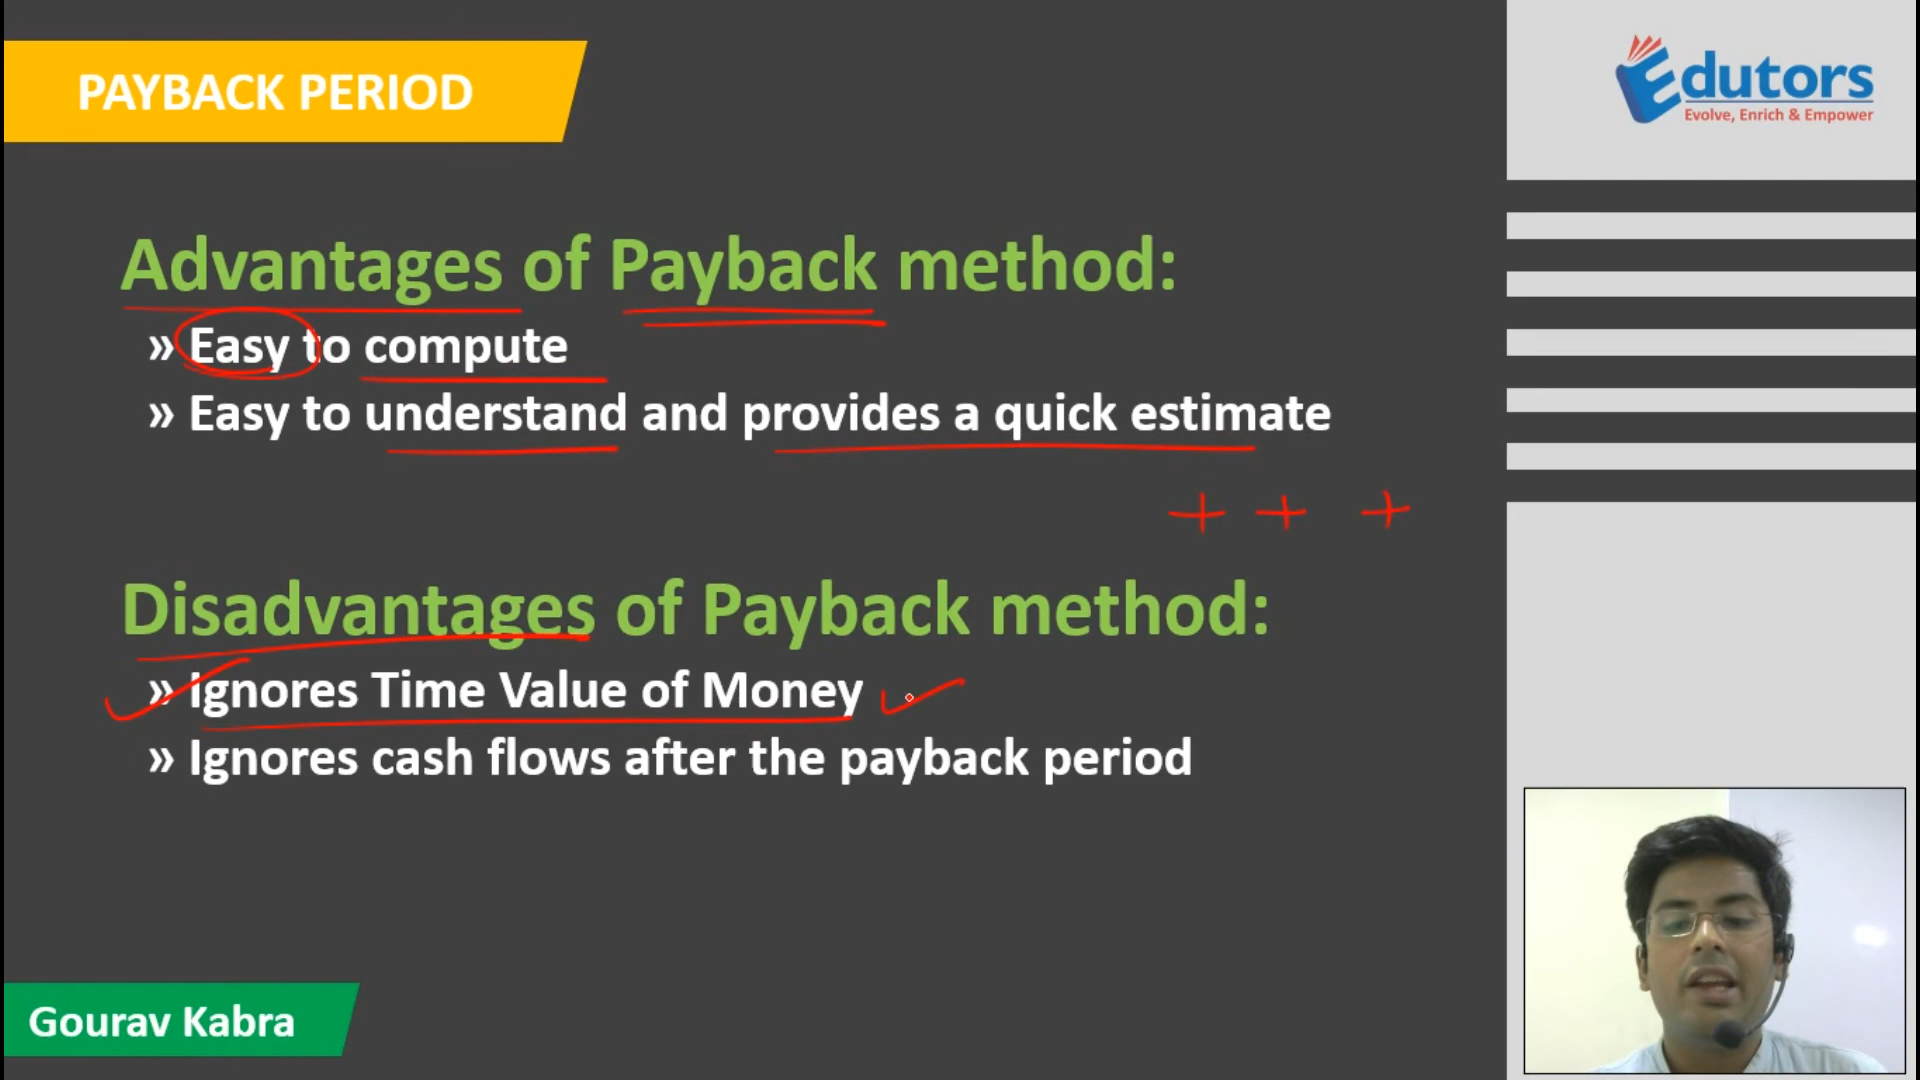 PAYBACK PERIOD
Edutors
Evolve, Enrich & Empower
Advantages of Payback method:
» Easy to compute
» Easy to understand and provides a quick estimate
+ + +
Disadvantages of Payback method:
» Ignores Time Value of Money
» Ignores cash flows after the payback period
Gourav Kabra